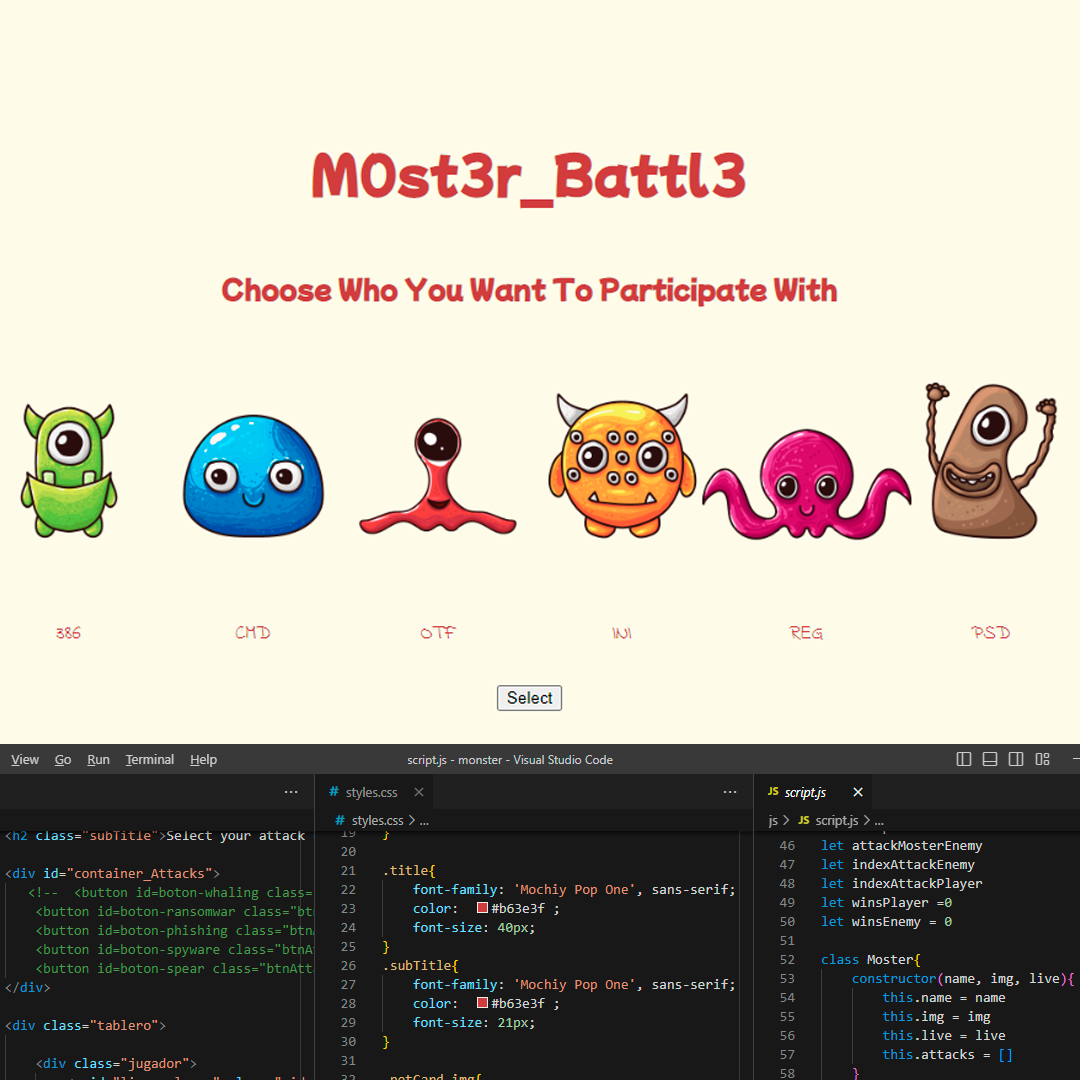 M0st3r_Battl3
Choose Who You Want To Participate With
386 CMD OTF INI REG PSD
Select
View Go Run Terminal Help script.js - monster - Visual Studio Code
<h2 class="subTitle">Select your attack
<div id="container_Attacks">
<!-- <button id=boton-whaling class=
<button id=boton-ransomwar class="bt
<button id=boton-phishing class="btn
<button id=boton-spyware class="btnA
<button id=boton-spear class="btnAtt
</div>
<div class="tablero">
<div class="jugador">
# styles.css
# styles.css > ...
19 }
20
21 .title{
22 font-family: 'Mochiy Pop One', sans-serif;
23 color: #b63e3f ;
24 font-size: 40px;
25 }
26 .subTitle{
27 font-family: 'Mochiy Pop One', sans-serif;
28 color: #b63e3f ;
29 font-size: 21px;
30 }
31
32 .petCard img{
JS script.js
js > JS script.js > ...
46 let attackMosterEnemy
47 let indexAttackEnemy
48 let indexAttackPlayer
49 let winsPlayer =0
50 let winsEnemy = 0
51
52 class Moster{
53 constructor(name, img, live){
54 this.name = name
55 this.img = img
56 this.live = live
57 this.attacks = []
58 }